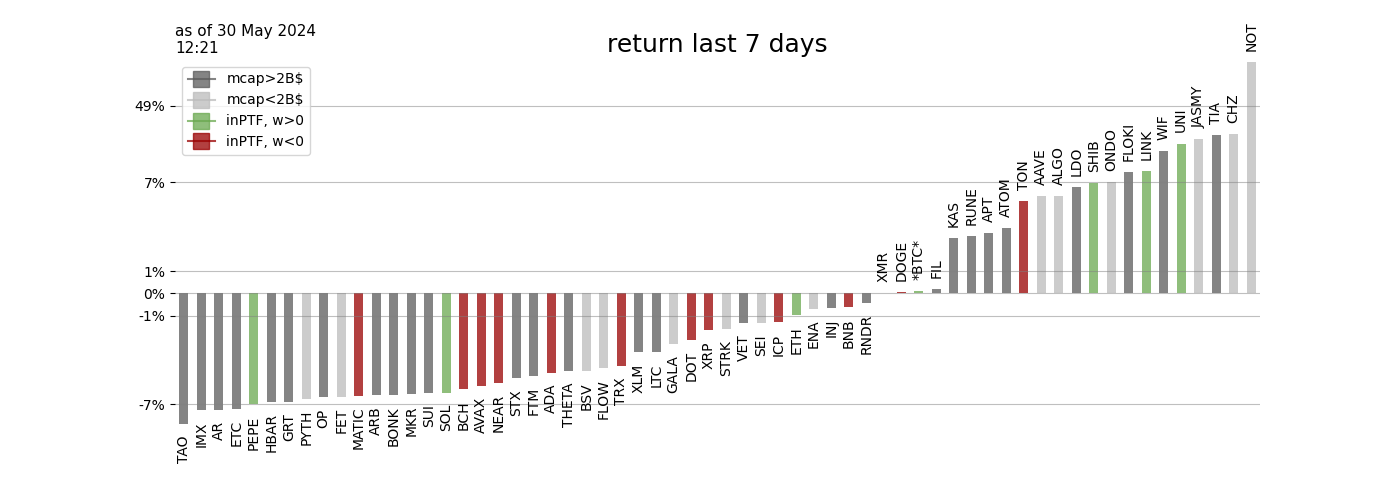 as of 30 May 2024
12:21
return last 7 days
mcap>2B$
mcap<2B$
inPTF, w>0
inPTF, w<0
49%
7%
1%
0%
-1%
-7%
TAO
IMX
AR
ETC
PEPE
HBAR
GRT
PYTH
OP
FET
MATIC
ARB
BONK
MKR
SUI
SOL
BCH
AVAX
NEAR
STX
FTM
ADA
THETA
BSV
FLOW
TRX
XLM
LTC
GALA
DOT
XRP
STRK
VET
SEI
ICP
ETH
ENA
INJ
BNB
RNDR
XMR
DOGE
*BTC*
FIL
KAS
RUNE
APT
ATOM
TON
AAVE
ALGO
LDO
SHIB
ONDO
FLOKI
LINK
WIF
UNI
JASMY
TIA
CHZ
NOT